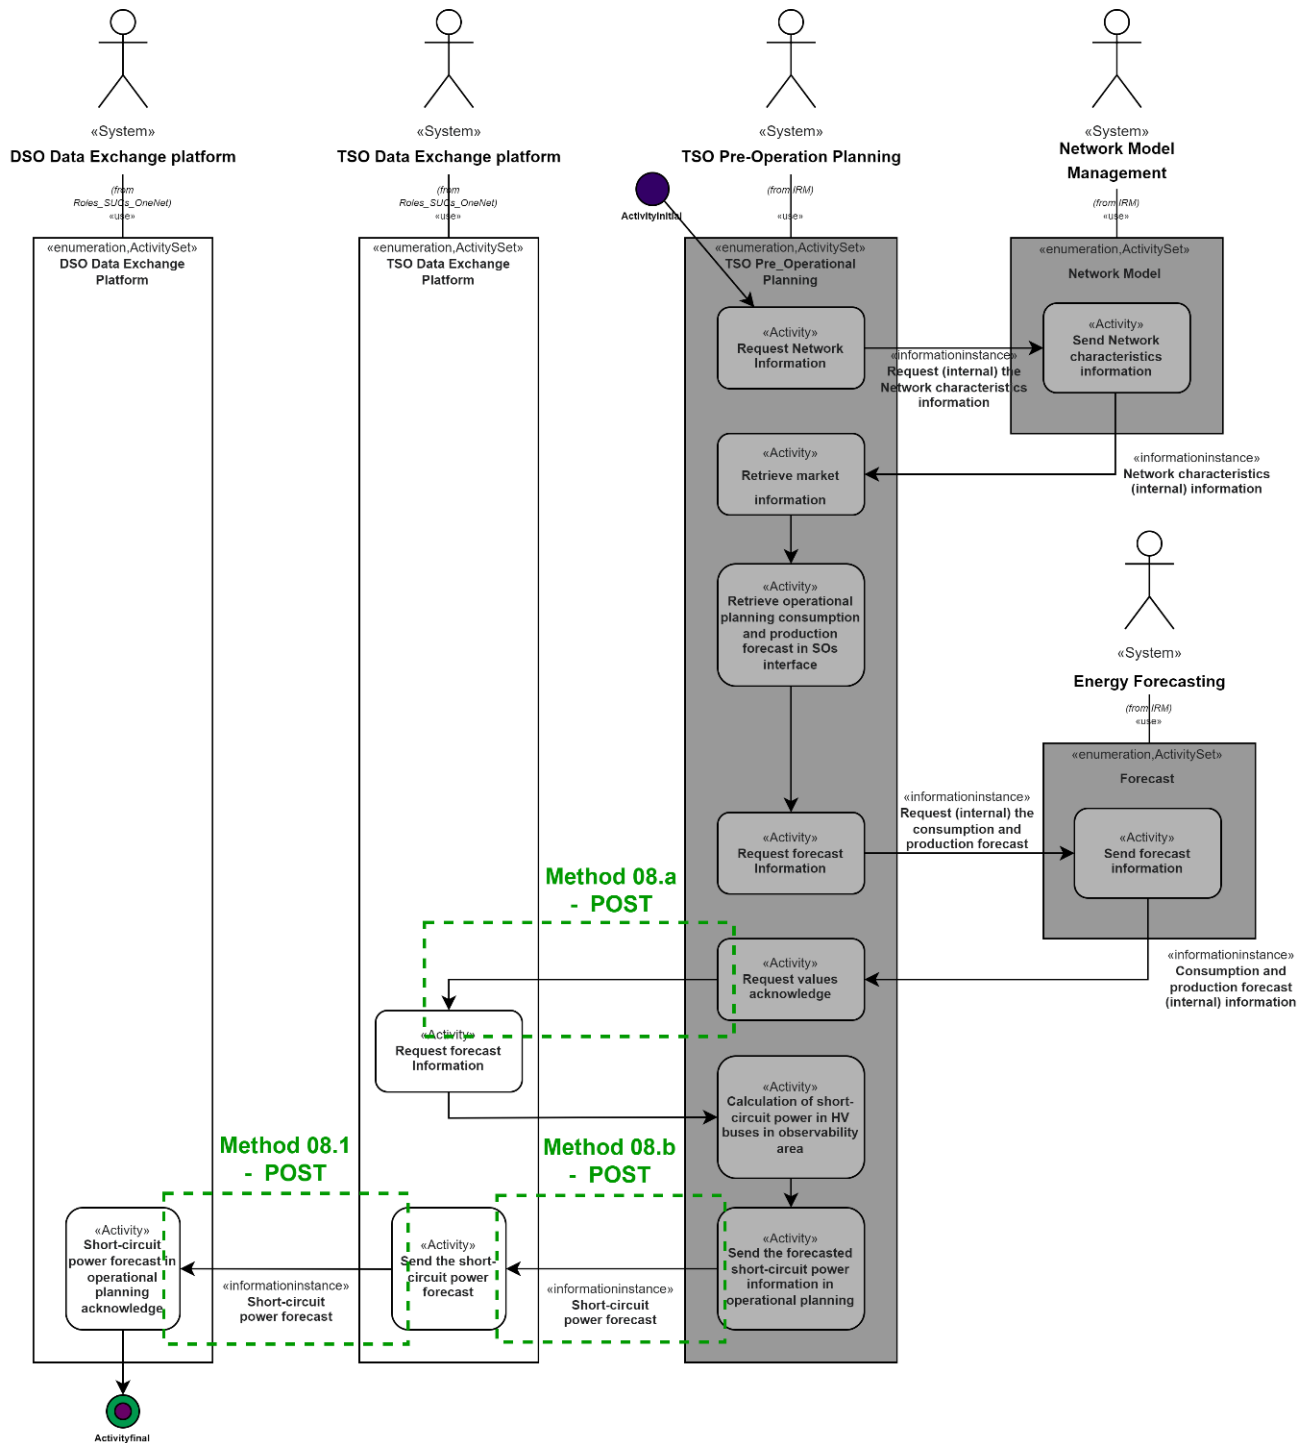 «System»
DSO Data Exchange platform
(from
Roles_SUCs_OneNet)
«use»
«System»
TSO Data Exchange platform
(from
Roles_SUCs_OneNet)
«use»
«System»
TSO Pre-Operation Planning
(from IRM)
«use»
«System»
Network Model
Management
(from IRM)
«use»
ActivityInitial
«enumeration,ActivitySet»
DSO Data Exchange
Platform
«enumeration,ActivitySet»
TSO Data Exchange
Platform
«enumeration,ActivitySet»
TSO Pre_Operational
Planning
«enumeration,ActivitySet»
Network Model
«Activity»
Request Network
Information
«informationinstance»
Request (internal) the
Network characteristics
information
«Activity»
Send Network
characteristics
information
«Activity»
Retrieve market
information
«informationinstance»
Network characteristics
(internal) information
«Activity»
Retrieve operational
planning consumption
and production
forecast in SOs
interface
«System»
Energy Forecasting
(from IRM)
«use»
«enumeration,ActivitySet»
Forecast
«Activity»
Request forecast
Information
«informationinstance»
Request (internal) the
consumption and
production forecast
«Activity»
Send forecast
information
Method 08.a
- POST
«Activity»
Request values
acknowledge
«informationinstance»
Consumption and
production forecast
(internal) information
«Activity»
Request forecast
Information
«Activity»
Calculation of short-
circuit power in HV
buses in observability
area
Method 08.1
- POST
Method 08.b
- POST
«Activity»
Short-circuit
power forecast in
operational
planning
acknowledge
«informationinstance»
Short-circuit
power forecast
«Activity»
Send the short-
circuit power
forecast
«informationinstance»
Short-circuit
power forecast
«Activity»
Send the forecasted
short-circuit power
information in
operational planning
Activityfinal